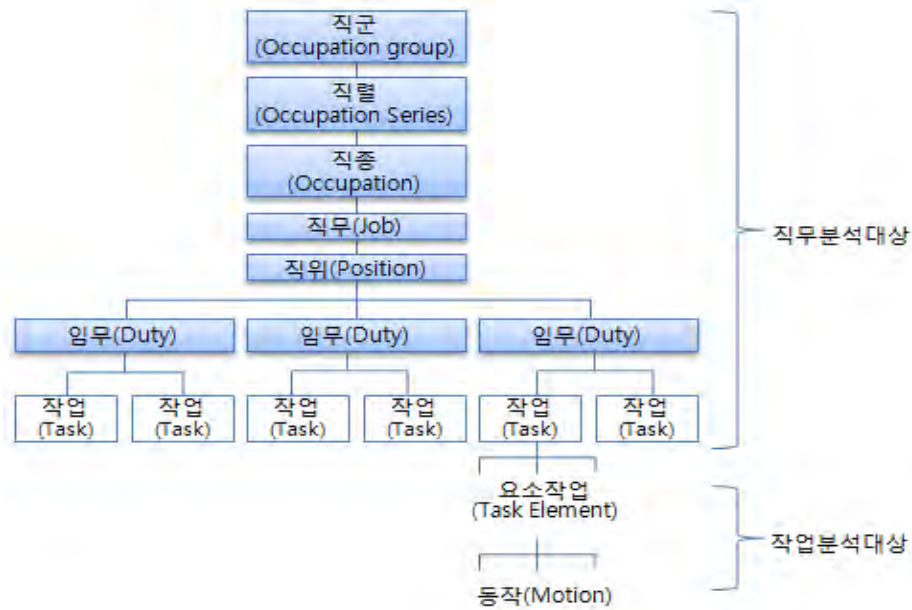 직군
(Occupation group)
직렬
(Occupation Series)
직종
(Occupation)
직무(Job)
직위(Position)
직무분석대상
임무(Duty)
임무(Duty)
임무(Duty)
작업
(Task)
작업
(Task)
작업
(Task)
작업
(Task)
작업
(Task)
작업
(Task)
요소작업
(Task Element)
작업분석대상
동작(Motion)